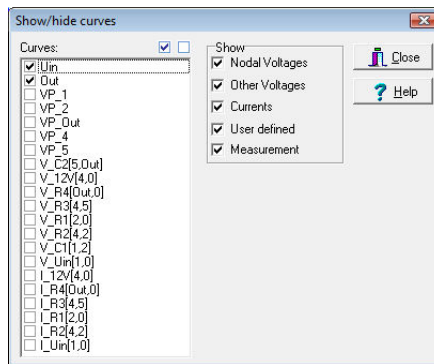 Show/hide curves
Curves:
Uin
Out
VP_1
VP_2
VP_Out
VP_4
VP_5
V_C2[5,Out]
V_12V[4,0]
V_R4[Out,0]
V_R3[4,5]
V_R1[2,0]
V_R2[4,2]
V_C1[1,2]
V_Uin[1,0]
I_12V[4,0]
I_R4[Out,0]
I_R3[4,5]
I_R1[2,0]
I_R2[4,2]
I_Uin[1,0]
Show
Nodal Voltages
Other Voltages
Currents
User defined
Measurement
Close
Help